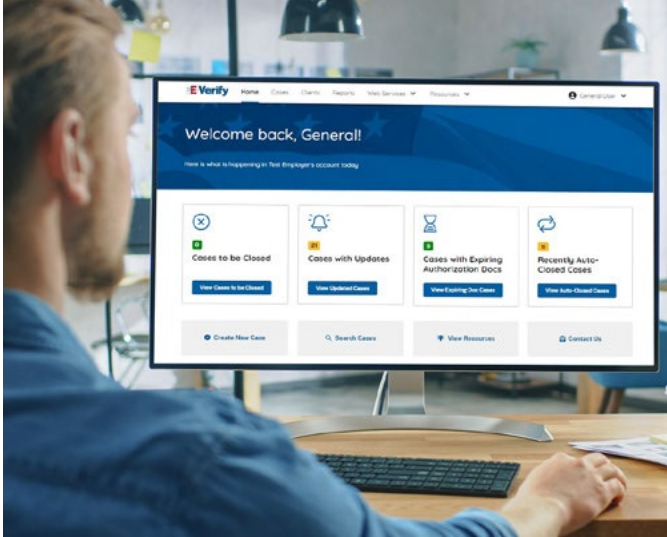 E-Verify Home Cases Clients Reports Web Services Resources General User
Welcome back, General!
Here is what is happening in Test Employer's account today
Cases to be Closed
21
Cases with Updates
Cases with Expiring
Authorization Docs
Recently Auto-
Closed Cases
View Cases to be Closed
View Updated Cases
View Expiring Doc Cases
View Auto-Closed Cases
Create New Case
Search Cases
View Resources
Contact Us